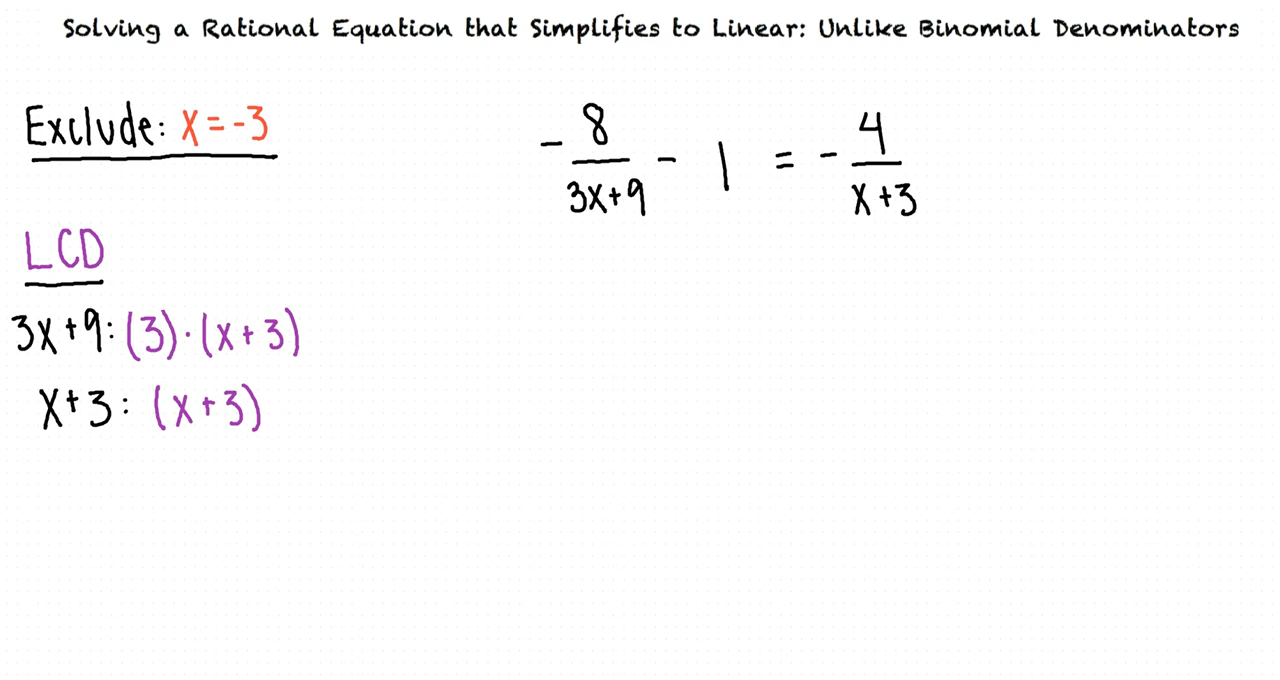 Solving a Rational Equation that Simplifies to Linear: Unlike Binomial Denominators
Exclude: x = -3
- 8/(3x+9) - 1 = - 4/(x+3)
LCD
3x+9: (3)·(x+3)
x+3: (x+3)